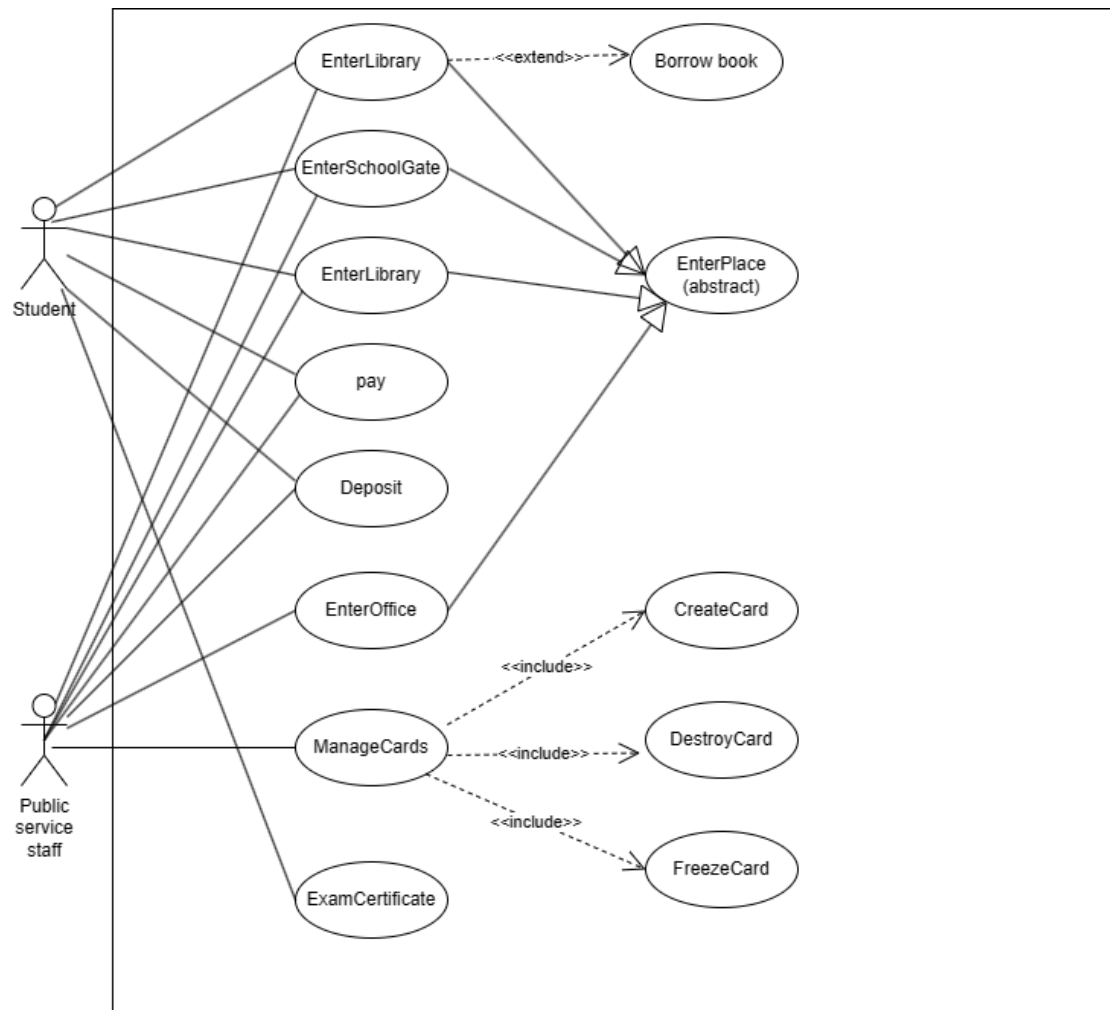 EnterLibrary
<<extend>>
Borrow book
EnterSchoolGate
EnterLibrary
EnterPlace
(abstract)
Student
pay
Deposit
EnterOffice
CreateCard
<<include>>
ManageCards
<<include>>
DestroyCard
Public
service
staff
<<include>>
FreezeCard
ExamCertificate